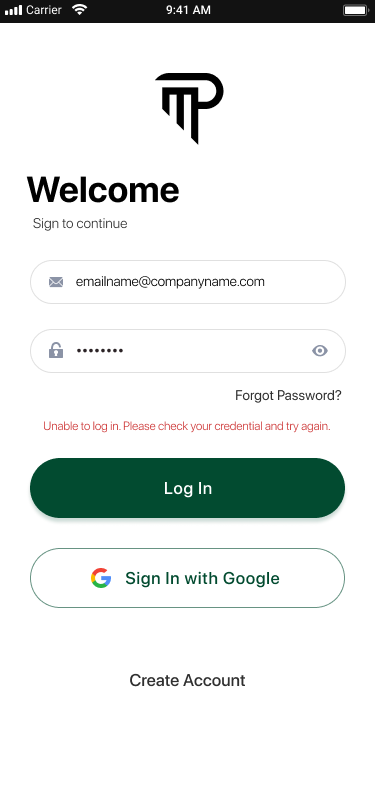 Carrier 9:41 AM
Welcome
Sign to continue
emailname@companyname.com
••••••••
Forgot Password?
Unable to log in. Please check your credential and try again.
Log In
Sign In with Google
Create Account